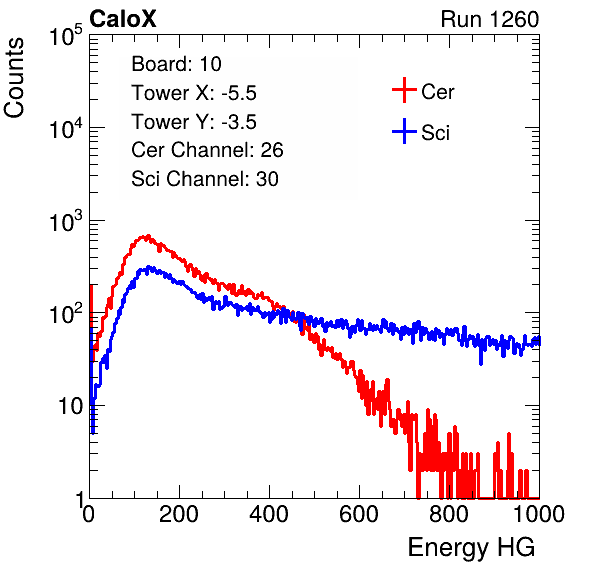 CaloX Run 1260
Counts
10^5
10^4
10^3
10^2
10
1
Board: 10
Tower X: -5.5
Tower Y: -3.5
Cer Channel: 26
Sci Channel: 30
Cer
Sci
0 200 400 600 800 1000
Energy HG